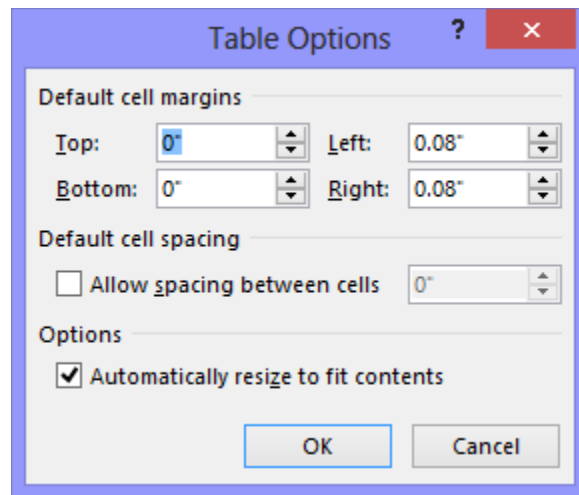 Table Options ? ×
Default cell margins
Top: 0" Left: 0.08"
Bottom: 0" Right: 0.08"
Default cell spacing
Allow spacing between cells 0"
Options
Automatically resize to fit contents
OK Cancel